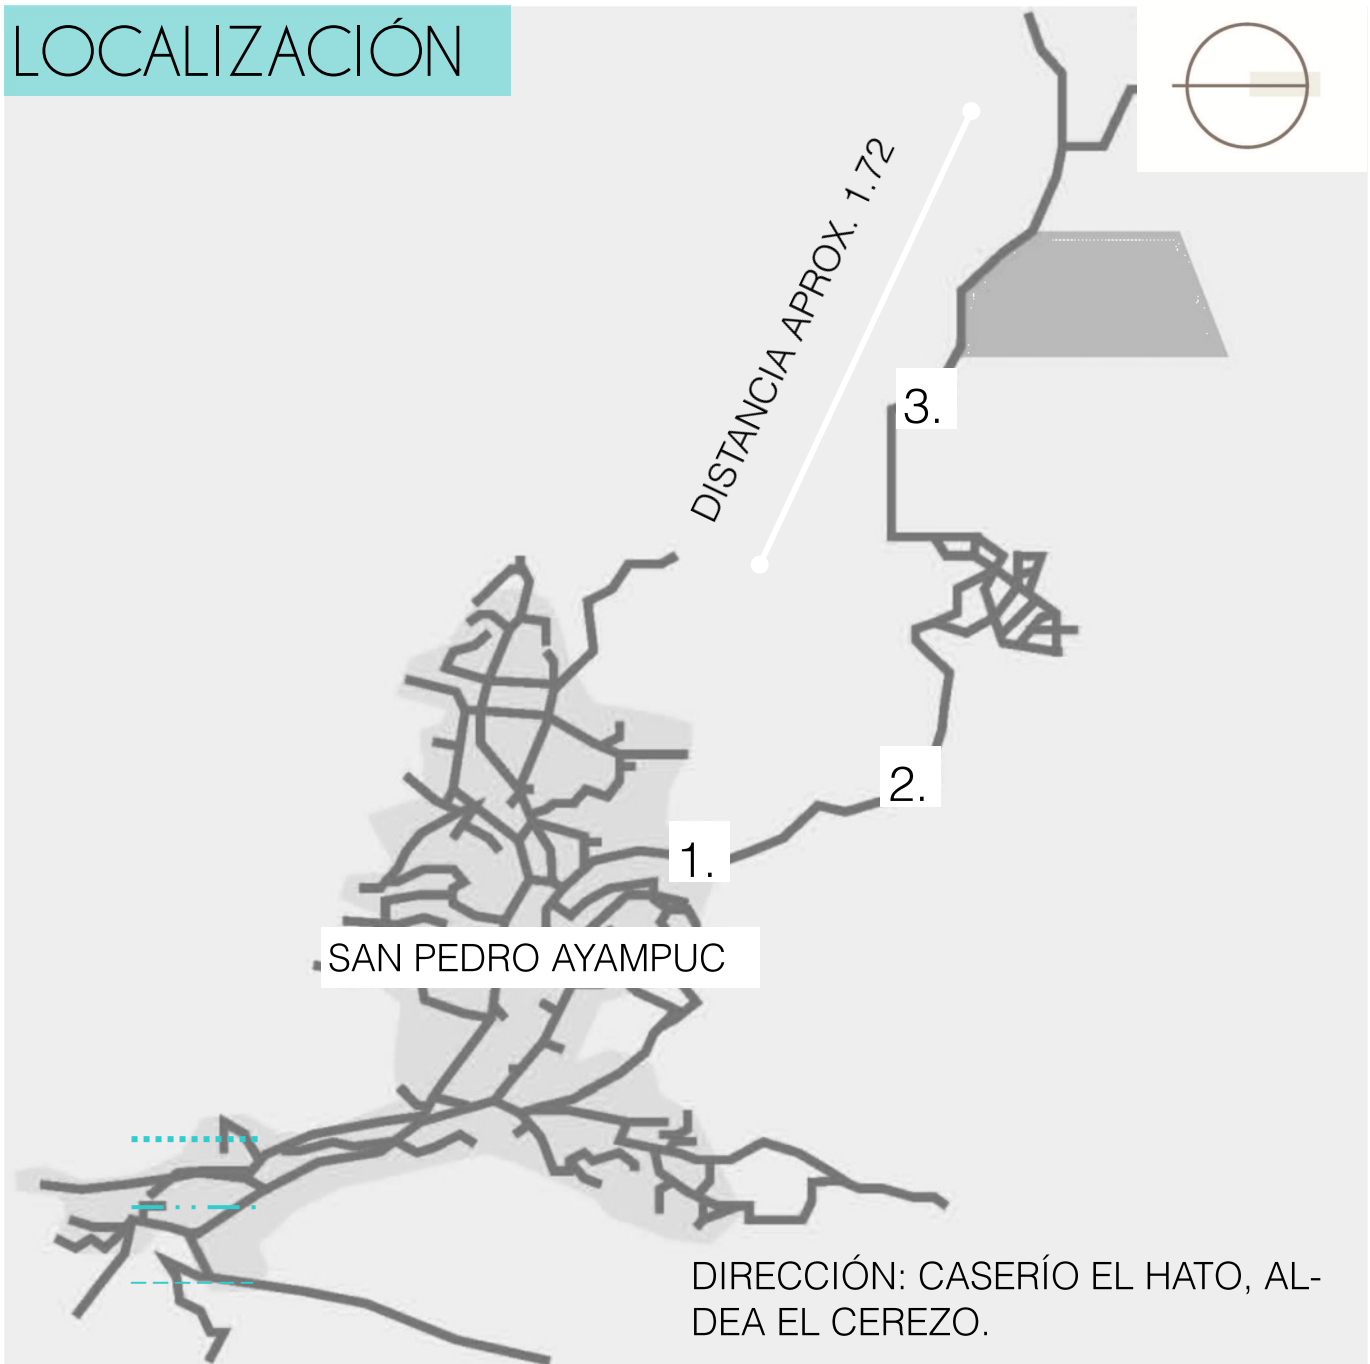 LOCALIZACIÓN
DISTANCIA APROX. 1.72
3.
2.
1.
SAN PEDRO AYAMPUC
DIRECCIÓN: CASERÍO EL HATO, AL-
DEA EL CEREZO.